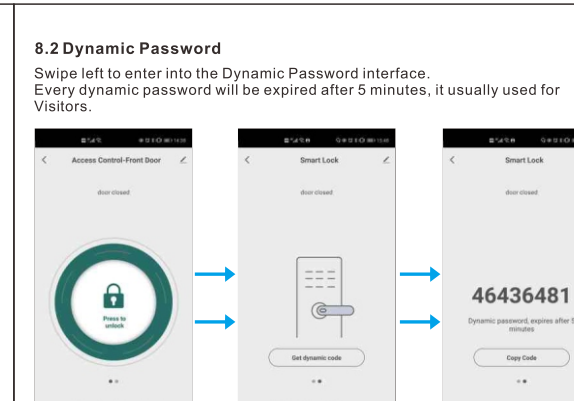 8.2 Dynamic Password
Swipe left to enter into the Dynamic Password interface.
Every dynamic password will be expired after 5 minutes, it usually used for
Visitors.
Access Control-Front Door
door closed
Press to
unlock
Smart Lock
door closed
Get dynamic code
Smart Lock
door closed
46436481
Dynamic password, expires after 5
minutes
Copy Code